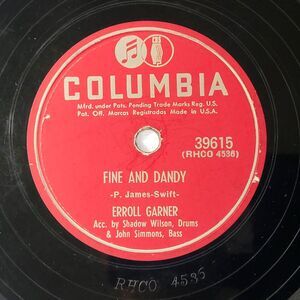 COLUMBIA
Mfrd. under Pats. Pending Trade Marks Reg. U.S.
Pat. Off. Marcas Registradas Made in U.S.A.
39615
(RHCO 4536)
FINE AND DANDY
-P. James-Swift-
ERROLL GARNER
Acc. by Shadow Wilson, Drums
& John Simmons, Bass
RHCO 4535